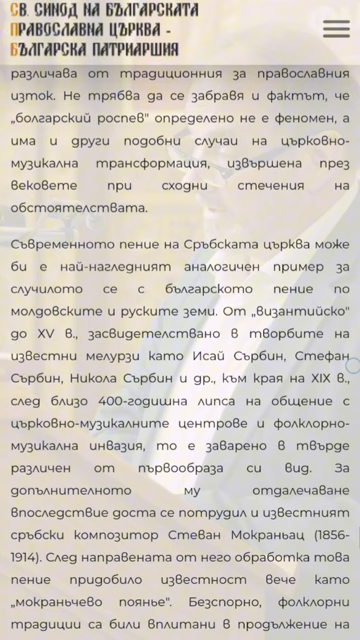 СВ. СИНОД НА БЪЛГАРСКАТА
ПРАВОСЛАВНА ЦЪРКВА -
БЪЛГАРСКА ПАТРИАРШИЯ
различава от традиционния за православния
изток. Не трябва да се забравя и фактът, че
„болгарский роспев" определено не е феномен, а
има и други подобни случаи на църковно-
музикална трансформация, извършена през
вековете при сходни стечения на
обстоятелствата.
Съвременното пение на Сръбската църква може
би е най-нагледният аналогичен пример за
случилото се с българското пение по
молдовските и руските земи. От „византийско"
до XV в., засвидетелствано в творбите на
известни мелурзи като Исай Сърбин, Стефан
Сърбин, Никола Сърбин и др., към края на XIX в.,
след близо 400-годишна липса на общение с
църковно-музикалните центрове и фолклорно-
музикална инвазия, то е заварено в твърде
различен от първообраза си вид. За
допълнителното му отдалечаване
впоследствие доста се потрудил и известният
сръбски композитор Стеван Мокраньац (1856-
1914). След направената от него обработка това
пение придобило известност вече като
„мокраньчево појанье". Безспорно, фолклорни
традиции са били вплитани в продължение на